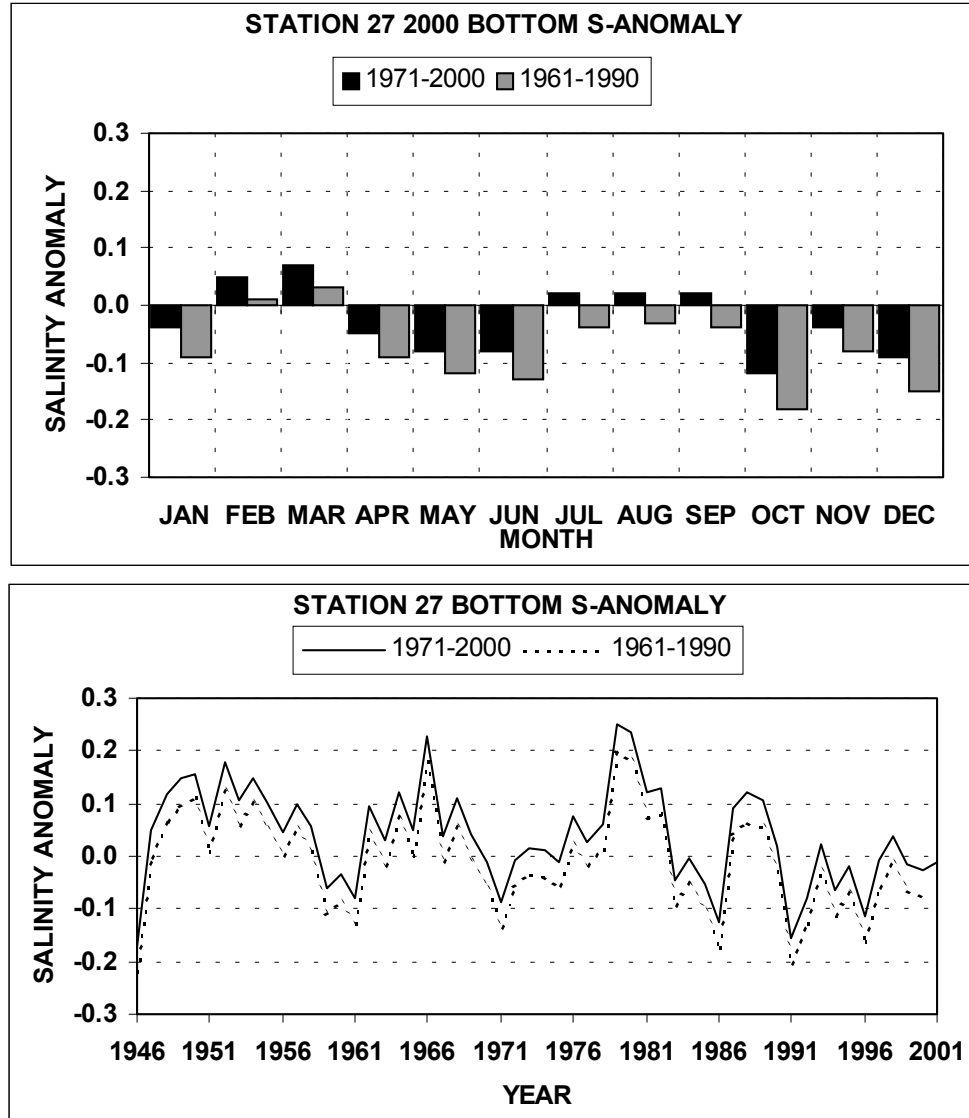 STATION 27 2000 BOTTOM S-ANOMALY
1971-2000 1961-1990
SALINITY ANOMALY
0.3
0.2
0.1
0.0
-0.1
-0.2
-0.3
JAN FEB MAR APR MAY JUN JUL AUG SEP OCT NOV DEC
MONTH
STATION 27 BOTTOM S-ANOMALY
1971-2000 1961-1990
SALINITY ANOMALY
0.3
0.2
0.1
0.0
-0.1
-0.2
-0.3
1946 1951 1956 1961 1966 1971 1976 1981 1986 1991 1996 2001
YEAR